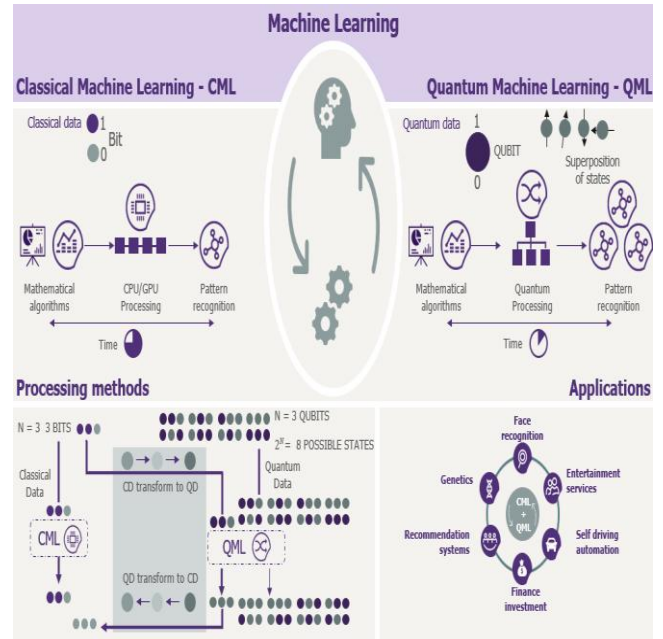 Machine Learning
Classical Machine Learning - CML
Quantum Machine Learning - QML
Classical data
1
Bit
0
Mathematical
algorithms
CPU/GPU
Processing
Pattern
recognition
Time
Quantum data
1
QUBIT
0
Superposition
of states
Mathematical
algorithms
Quantum
Processing
Pattern
recognition
Time
Processing methods
N = 3 3 BITS
N = 3 QUBITS
2ᴺ = 8 POSSIBLE STATES
Classical
Data
CD transform to QD
Quantum
Data
CML
QML
QD transform to CD
Applications
Face
recognition
Genetics
Entertainment
services
CML
+
QML
Recommendation
systems
Self driving
automation
Finance
investment